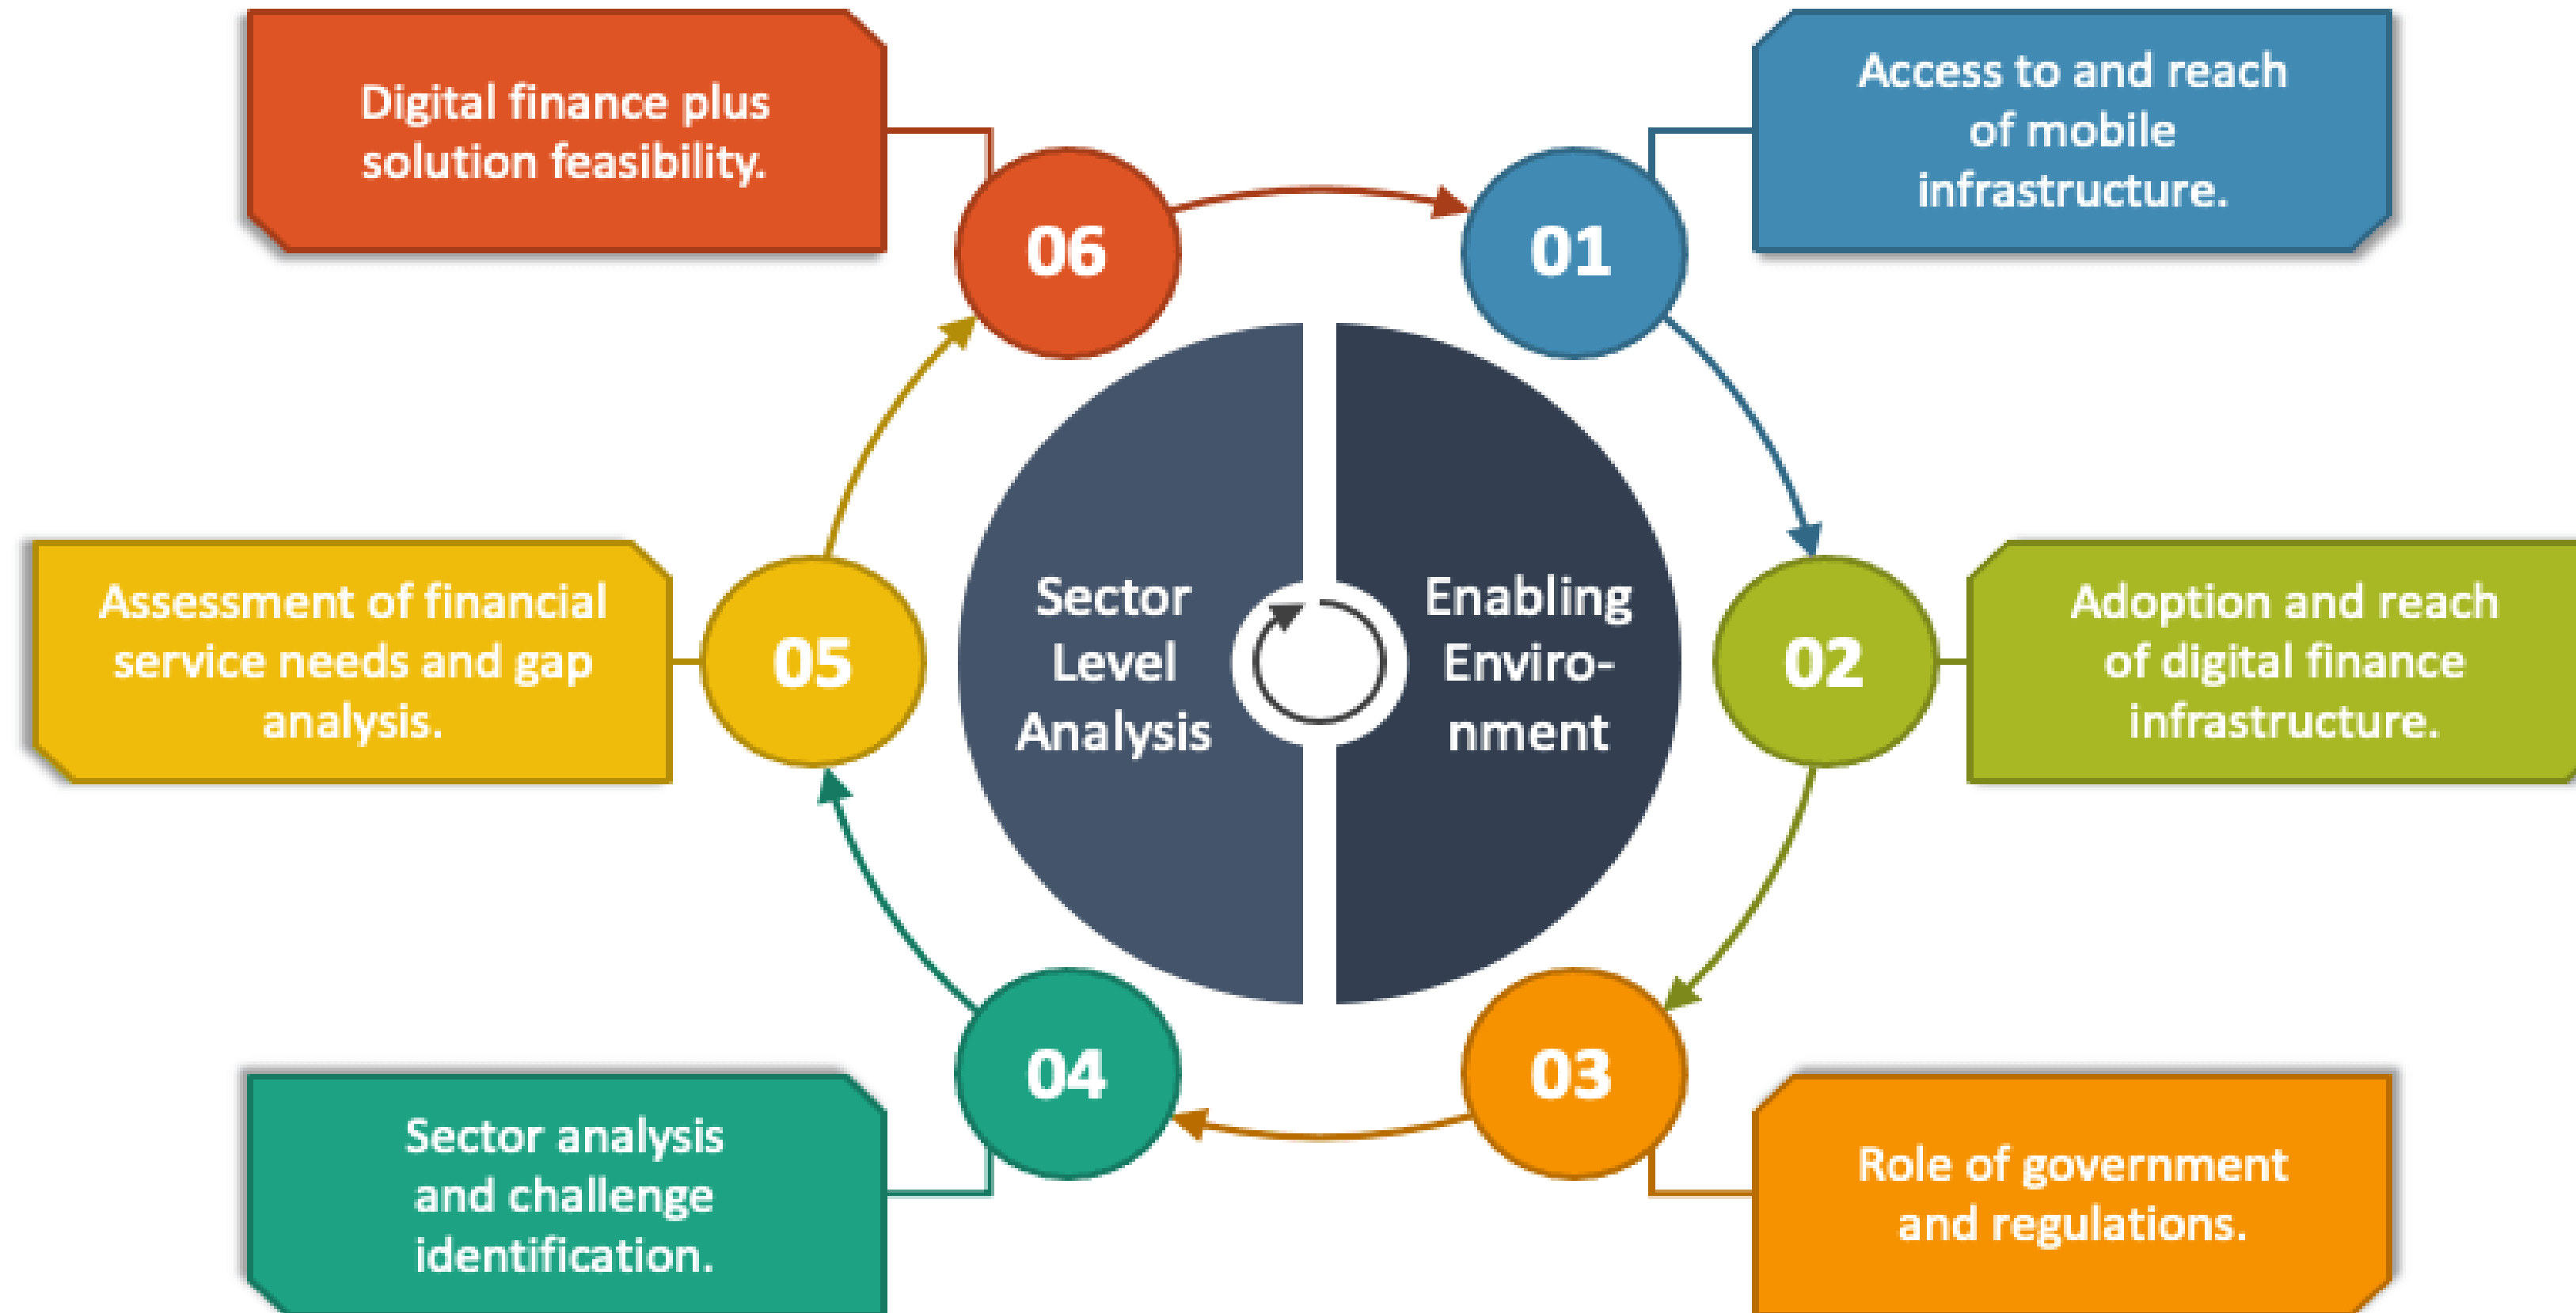 Digital finance plus
solution feasibility.
06
01
Access to and reach
of mobile
infrastructure.
Assessment of financial
service needs and gap
analysis.
05
Sector
Level
Analysis
Enabling
Enviro-
nment
02
Adoption and reach
of digital finance
infrastructure.
04
Sector analysis
and challenge
identification.
03
Role of government
and regulations.